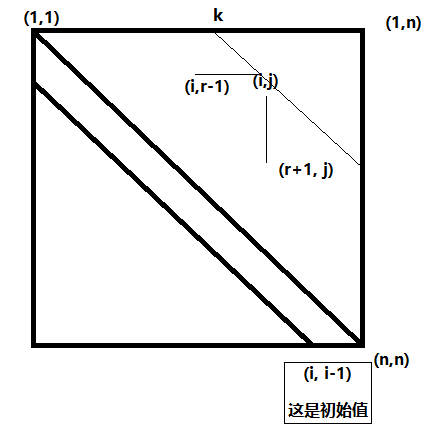 (1,1)
k
(1,n)
(i,r-1)
(i,j)
(r+1, j)
(n,n)
(i, i-1)
这是初始值